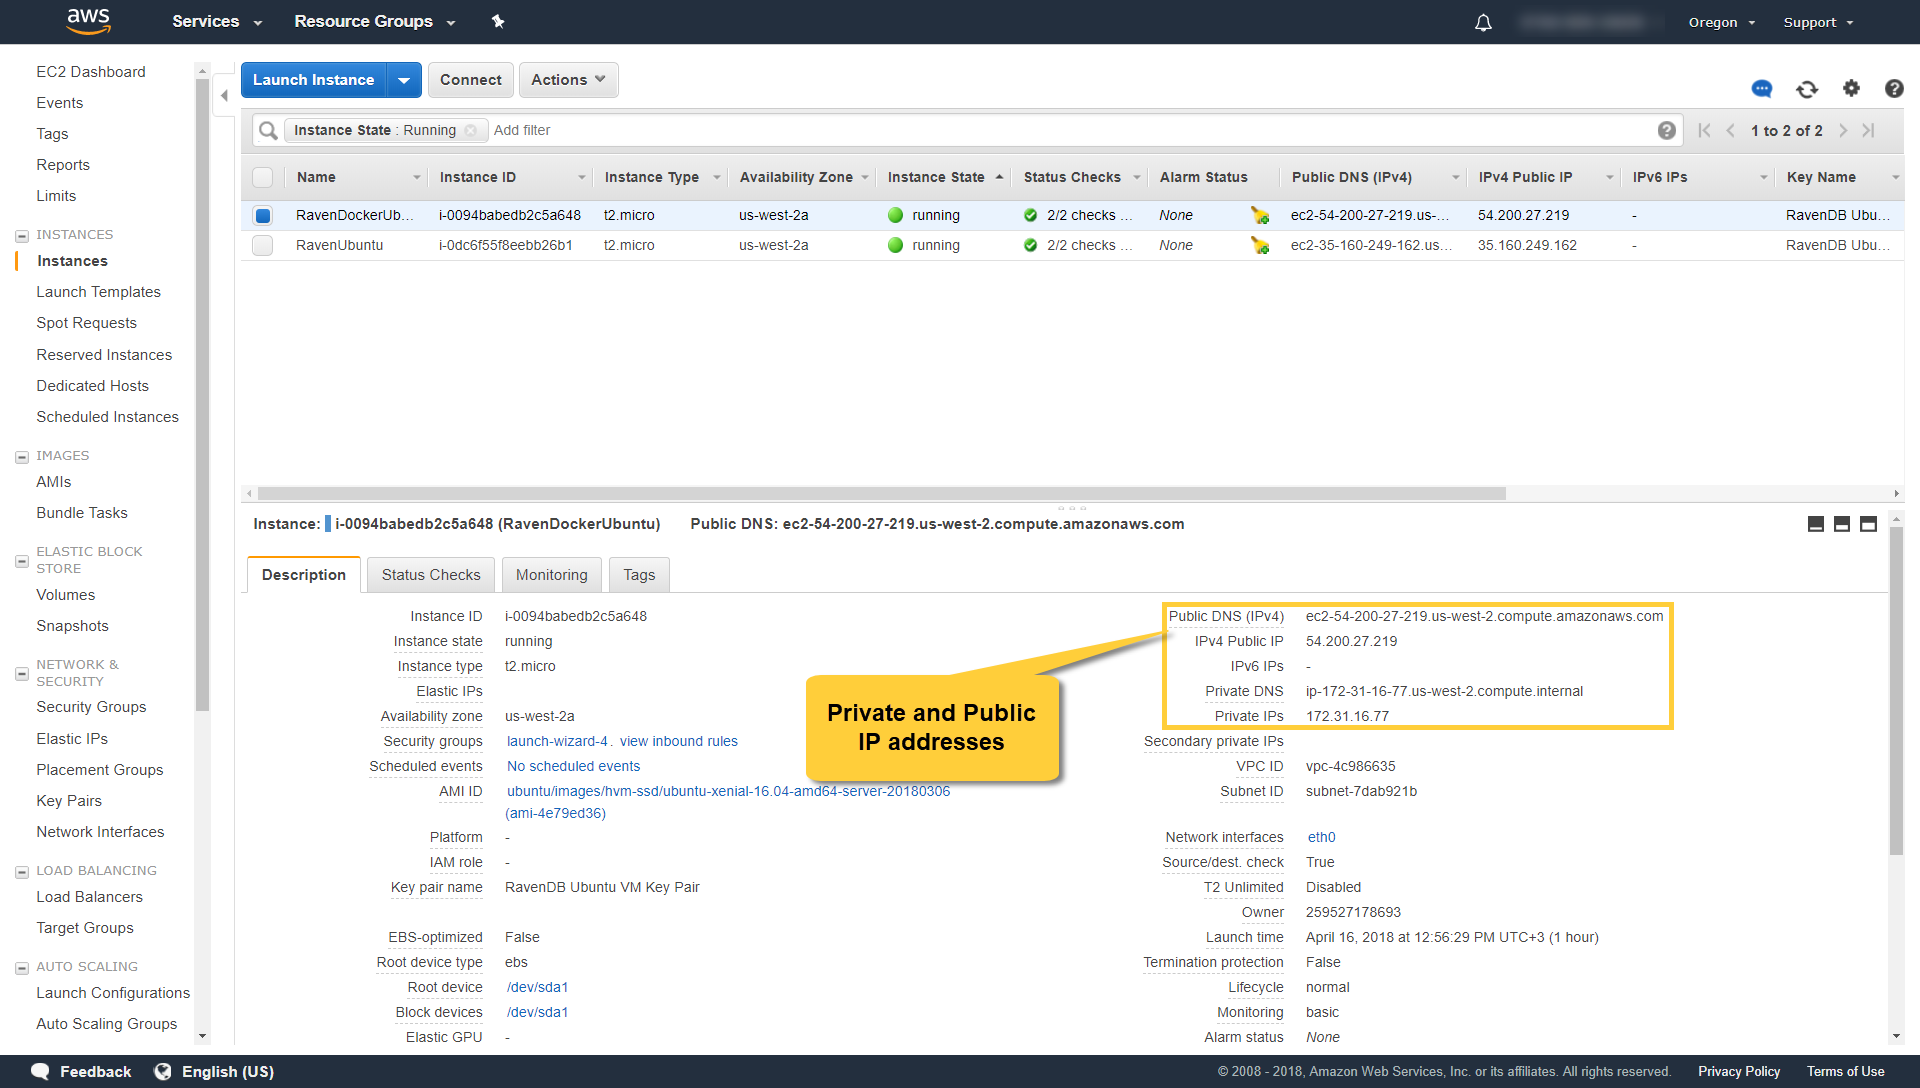 aws Services Resource Groups Oregon Support
EC2 Dashboard
Events
Tags
Reports
Limits
INSTANCES
Instances
Launch Templates
Spot Requests
Reserved Instances
Dedicated Hosts
Scheduled Instances
IMAGES
AMIs
Bundle Tasks
ELASTIC BLOCK
STORE
Volumes
Snapshots
NETWORK &
SECURITY
Security Groups
Elastic IPs
Placement Groups
Key Pairs
Network Interfaces
LOAD BALANCING
Load Balancers
Target Groups
AUTO SCALING
Launch Configurations
Auto Scaling Groups
Launch Instance Connect Actions
Instance State : Running Add filter 1 to 2 of 2
Name Instance ID Instance Type Availability Zone Instance State Status Checks Alarm Status Public DNS (IPv4) IPv4 Public IP IPv6 IPs Key Name
RavenDockerUb... i-0094babedb2c5a648 t2.micro us-west-2a running 2/2 checks ... None ec2-54-200-27-219.us-... 54.200.27.219 - RavenDB Ubu...
RavenUbuntu i-0dc6f55f8eebb26b1 t2.micro us-west-2a running 2/2 checks ... None ec2-35-160-249-162.us... 35.160.249.162 - RavenDB Ubu...
Instance: i-0094babedb2c5a648 (RavenDockerUbuntu) Public DNS: ec2-54-200-27-219.us-west-2.compute.amazonaws.com
Description Status Checks Monitoring Tags
Instance ID i-0094babedb2c5a648
Instance state running
Instance type t2.micro
Elastic IPs
Availability zone us-west-2a
Security groups launch-wizard-4. view inbound rules
Scheduled events No scheduled events
AMI ID ubuntu/images/hvm-ssd/ubuntu-xenial-16.04-amd64-server-20180306
(ami-4e79ed36)
Platform -
IAM role -
Key pair name RavenDB Ubuntu VM Key Pair
EBS-optimized False
Root device type ebs
Root device /dev/sda1
Block devices /dev/sda1
Elastic GPU -
Private and Public
IP addresses
Public DNS (IPv4) ec2-54-200-27-219.us-west-2.compute.amazonaws.com
IPv4 Public IP 54.200.27.219
IPv6 IPs -
Private DNS ip-172-31-16-77.us-west-2.compute.internal
Private IPs 172.31.16.77
Secondary private IPs
VPC ID vpc-4c986635
Subnet ID subnet-7dab921b
Network interfaces eth0
Source/dest. check True
T2 Unlimited Disabled
Owner 259527178693
Launch time April 16, 2018 at 12:56:29 PM UTC+3 (1 hour)
Termination protection False
Lifecycle normal
Monitoring basic
Alarm status None
Feedback English (US) © 2008 - 2018, Amazon Web Services, Inc. or its affiliates. All rights reserved. Privacy Policy Terms of Use